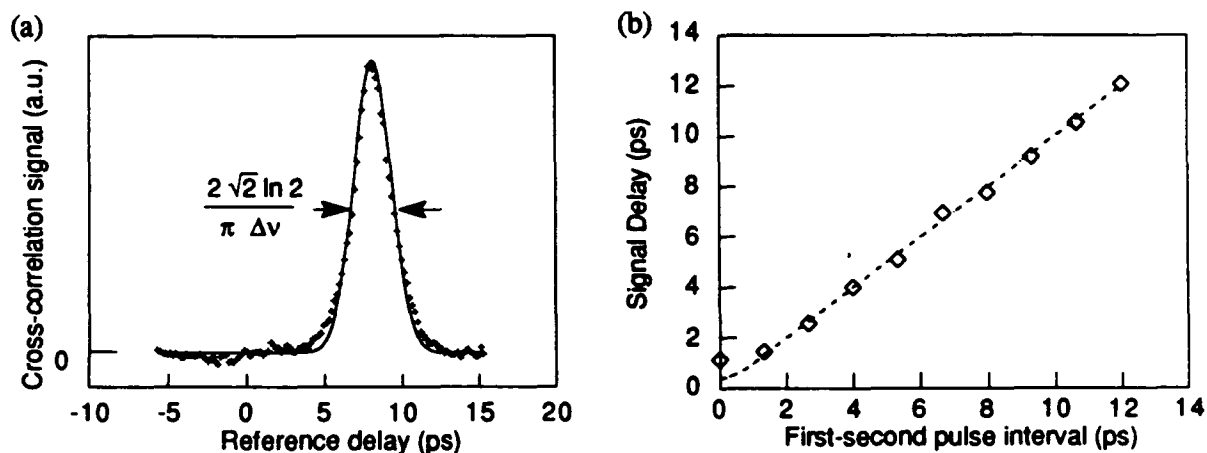 (a)
Cross-correlation signal (a.u.)
0
2 √2 ln 2
π Δν
-10 -5 0 5 10 15 20
Reference delay (ps)
(b)
Signal Delay (ps)
14
12
10
8
6
4
2
0
0 2 4 6 8 10 12 14
First-second pulse interval (ps)